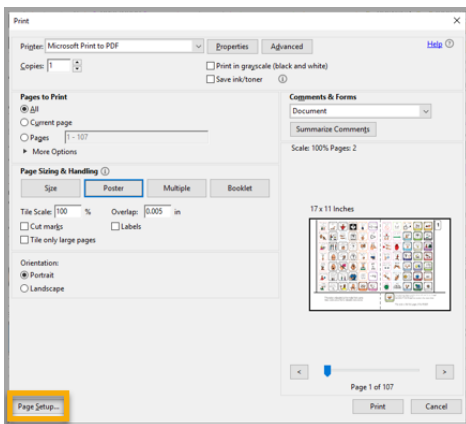 Print
Printer: Microsoft Print to PDF Properties Advanced Help
Copies: 1 Print in grayscale (black and white)
Save ink/toner
Pages to Print
All
Current page
Pages 1 - 107
More Options
Comments & Forms
Document
Summarize Comments
Scale: 100% Pages: 2
Page Sizing & Handling
Size Poster Multiple Booklet
Tile Scale: 100 % Overlap: 0.005 in
Cut marks Labels
Tile only large pages
Orientation:
Portrait
Landscape
17 x 11 Inches
1
< >
Page 1 of 107
Page Setup... Print Cancel